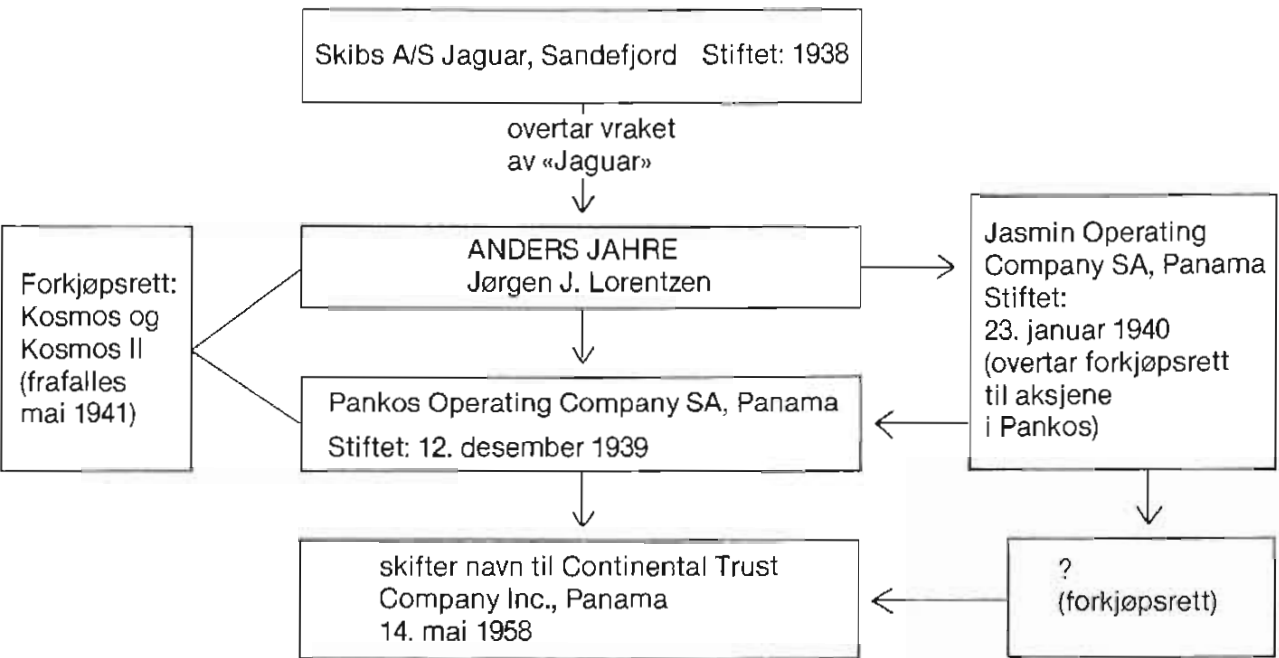 Skibs A/S Jaguar, Sandefjord Stiftet: 1938
overtar vraket
av «Jaguar»
ANDERS JAHRE
Jørgen J. Lorentzen
Forkjøpsrett:
Kosmos og
Kosmos II
(frafalles
mai 1941)
Jasmin Operating
Company SA, Panama
Stiftet:
23. januar 1940
(overtar forkjøpsrett
til aksjene
i Pankos)
Pankos Operating Company SA, Panama
Stiftet: 12. desember 1939
skifter navn til Continental Trust
Company Inc., Panama
14. mai 1958
?
(forkjøpsrett)